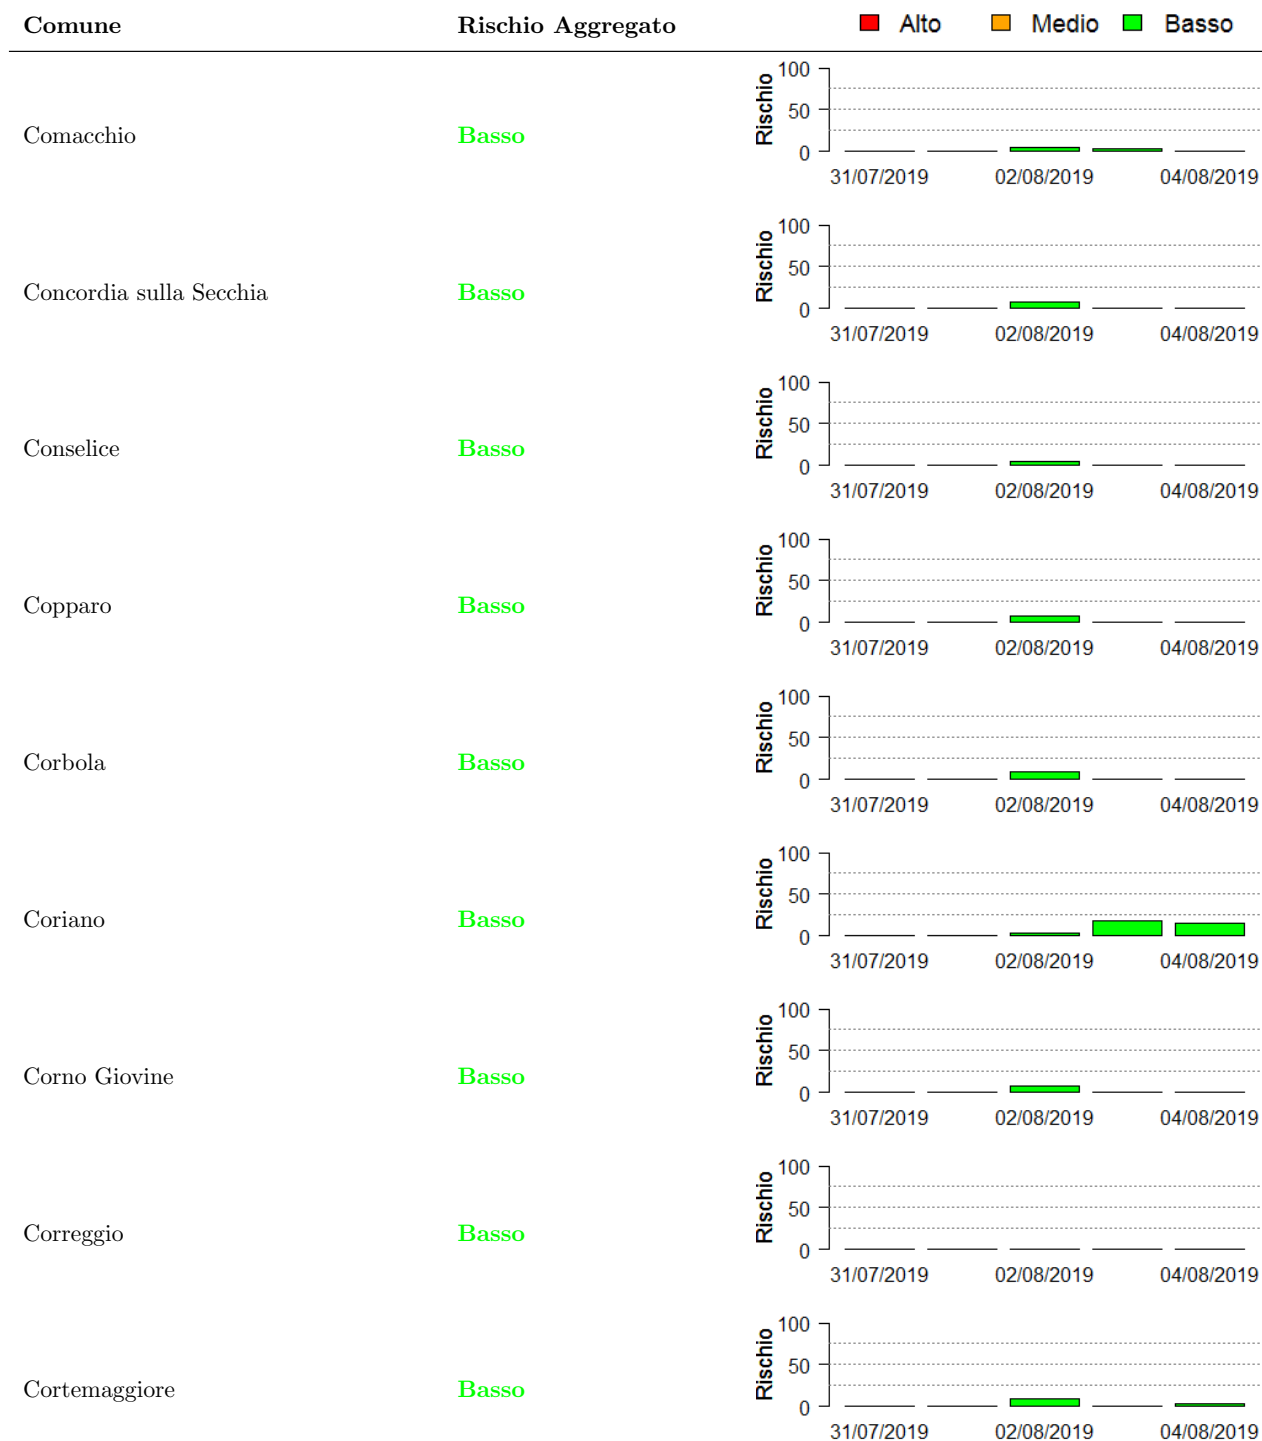 Comune Rischio Aggregato Alto Medio Basso
Comacchio Basso Rischio 100 50 0
31/07/2019 02/08/2019 04/08/2019
Concordia sulla Secchia Basso Rischio 100 50 0
31/07/2019 02/08/2019 04/08/2019
Conselice Basso Rischio 100 50 0
31/07/2019 02/08/2019 04/08/2019
Copparo Basso Rischio 100 50 0
31/07/2019 02/08/2019 04/08/2019
Corbola Basso Rischio 100 50 0
31/07/2019 02/08/2019 04/08/2019
Coriano Basso Rischio 100 50 0
31/07/2019 02/08/2019 04/08/2019
Corno Giovine Basso Rischio 100 50 0
31/07/2019 02/08/2019 04/08/2019
Correggio Basso Rischio 100 50 0
31/07/2019 02/08/2019 04/08/2019
Cortemaggiore Basso Rischio 100 50 0
31/07/2019 02/08/2019 04/08/2019